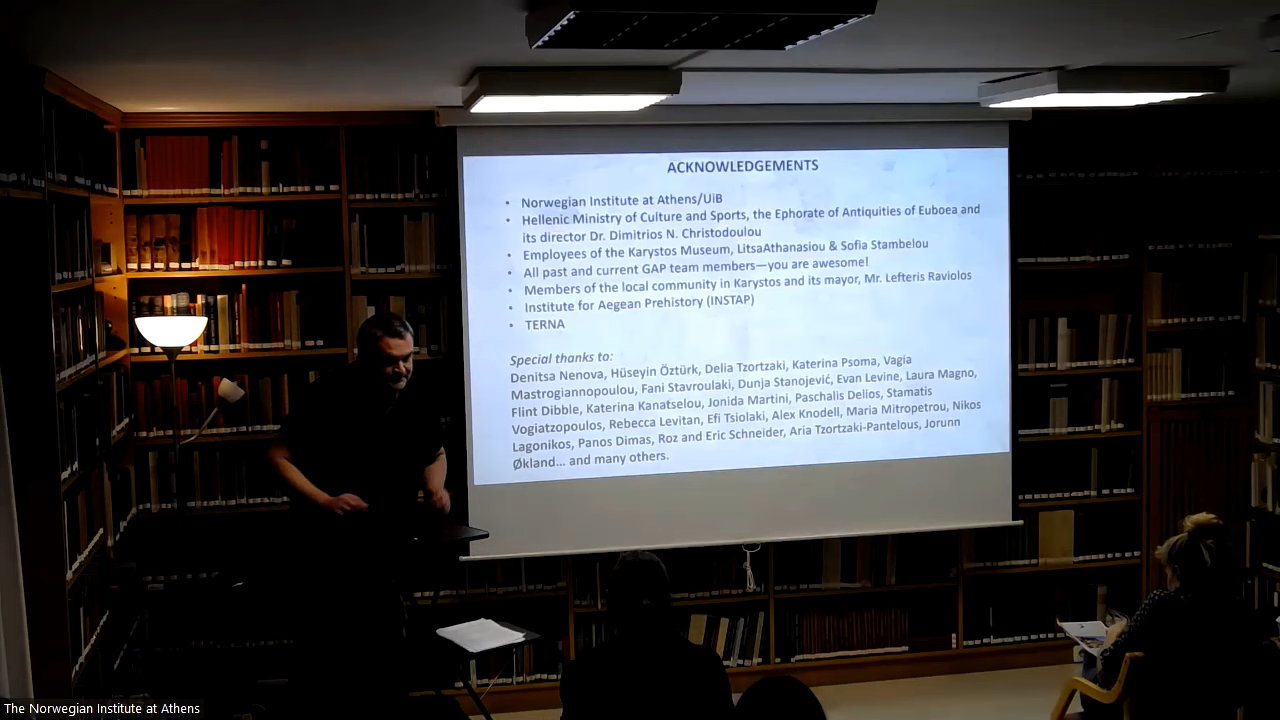 ACKNOWLEDGEMENTS
• Norwegian Institute at Athens/UiB
• Hellenic Ministry of Culture and Sports, the Ephorate of Antiquities of Euboea and
its director Dr. Dimitrios N. Christodoulou
• Employees of the Karystos Museum, LitsaAthanasiou & Sofia Stambelou
• All past and current GAP team members—you are awesome!
• Members of the local community in Karystos and its mayor, Mr. Lefteris Raviolos
• Institute for Aegean Prehistory (INSTAP)
• TERNA
Special thanks to:
Denitsa Nenova, Hüseyin Öztürk, Delia Tzortzaki, Katerina Psoma, Vagia
Mastrogiannopoulou, Fani Stavroulaki, Dunja Stanojević, Evan Levine, Laura Magno,
Flint Dibble, Katerina Kanatselou, Jonida Martini, Paschalis Delios, Stamatis
Vogiatzopoulos, Rebecca Levitan, Efi Tsiolaki, Alex Knodell, Maria Mitropetrou, Nikos
Lagonikos, Panos Dimas, Roz and Eric Schneider, Aria Tzortzaki-Pantelous, Jorunn
Økland... and many others.
The Norwegian Institute at Athens